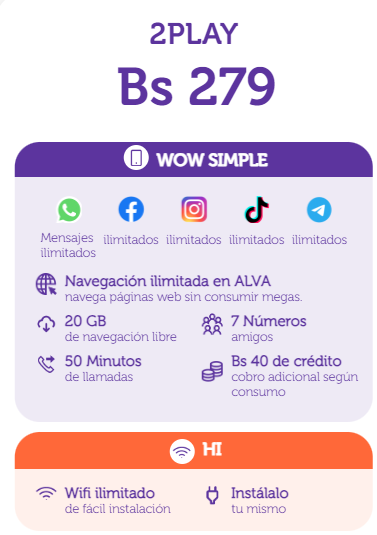 2PLAY
Bs 279
WOW SIMPLE
Mensajes ilimitados
ilimitados
ilimitados
ilimitados
ilimitados
Navegación ilimitada en ALVA
navega páginas web sin consumir megas.
20 GB
de navegación libre
7 Números
amigos
50 Minutos
de llamadas
Bs 40 de crédito
cobro adicional según
consumo
HI
Wifi ilimitado
de fácil instalación
Instálalo
tu mismo